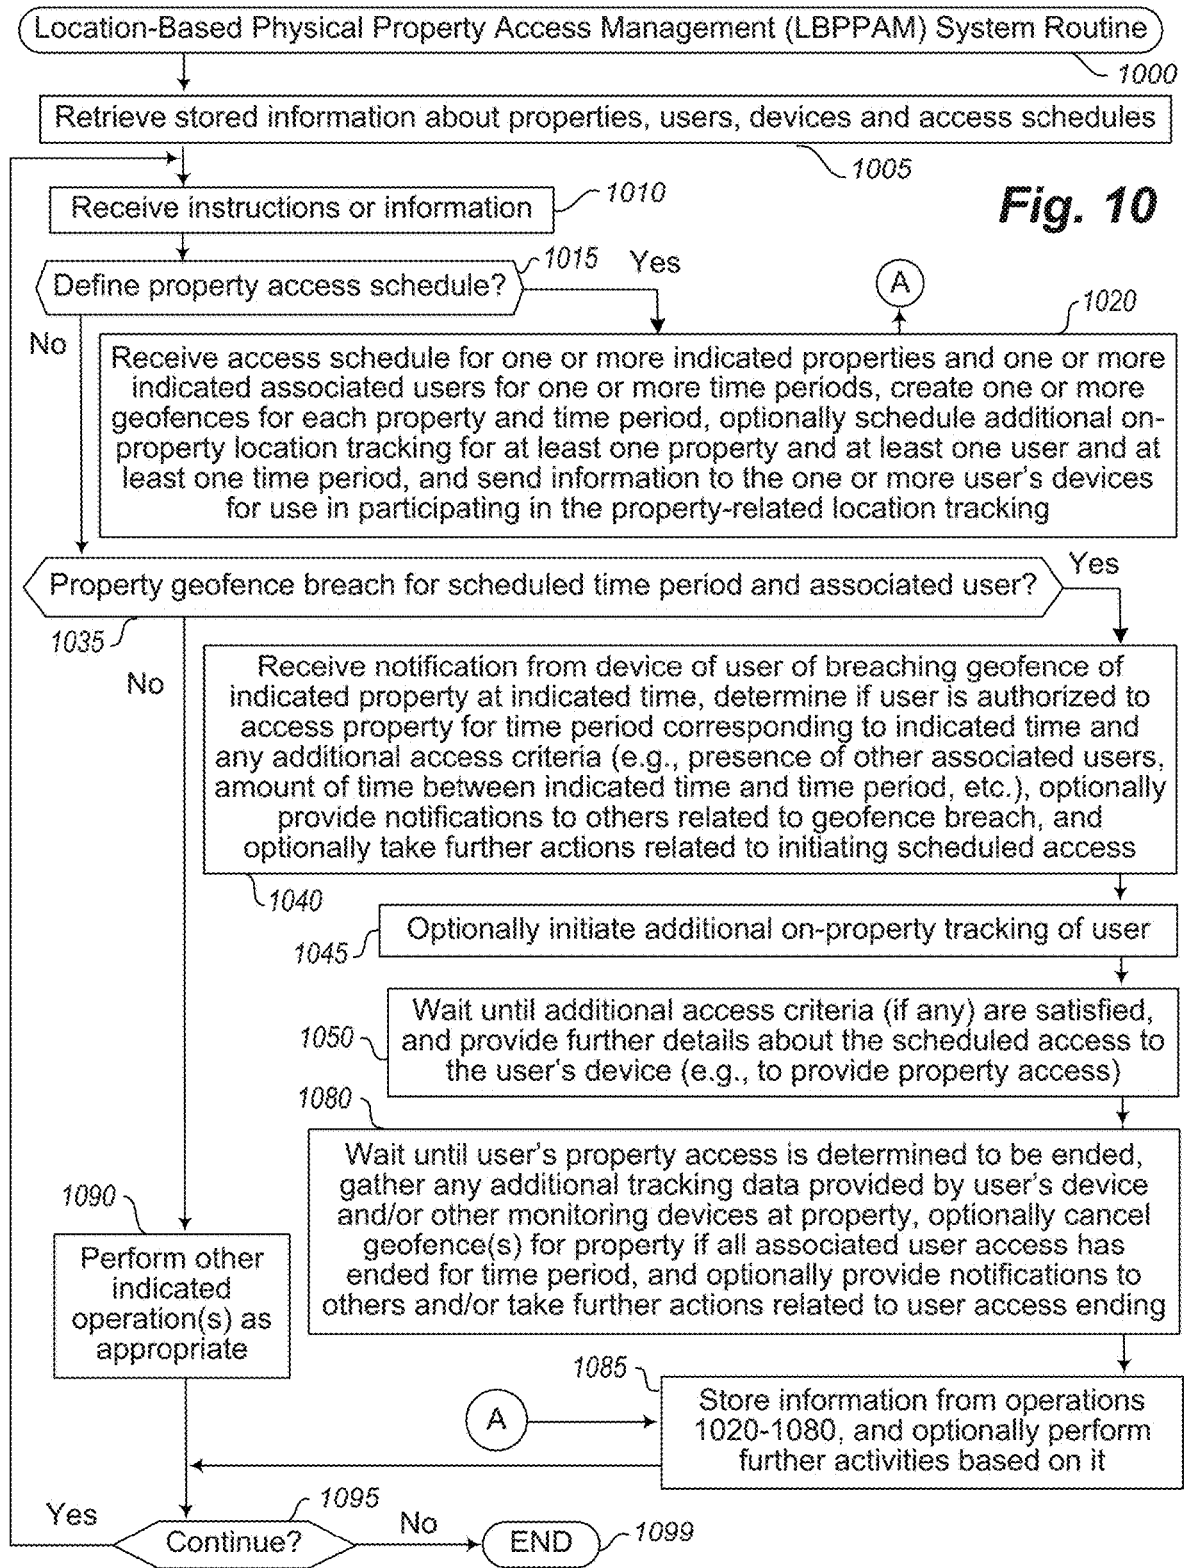 Location-Based Physical Property Access Management (LBPPAM) System Routine
1000
Retrieve stored information about properties, users, devices and access schedules
1005
Fig. 10
Receive instructions or information
1010
Define property access schedule?
1015
Yes
A
No
1020
Receive access schedule for one or more indicated properties and one or more
indicated associated users for one or more time periods, create one or more
geofences for each property and time period, optionally schedule additional on-
property location tracking for at least one property and at least one user and at
least one time period, and send information to the one or more user's devices
for use in participating in the property-related location tracking
Property geofence breach for scheduled time period and associated user?
Yes
1035
No
Receive notification from device of user of breaching geofence of
indicated property at indicated time, determine if user is authorized to
access property for time period corresponding to indicated time and
any additional access criteria (e.g., presence of other associated users,
amount of time between indicated time and time period, etc.), optionally
provide notifications to others related to geofence breach, and
optionally take further actions related to initiating scheduled access
1040
Optionally initiate additional on-property tracking of user
1045
Wait until additional access criteria (if any) are satisfied,
and provide further details about the scheduled access to
the user's device (e.g., to provide property access)
1050
1080
Wait until user's property access is determined to be ended,
gather any additional tracking data provided by user's device
and/or other monitoring devices at property, optionally cancel
geofence(s) for property if all associated user access has
ended for time period, and optionally provide notifications to
others and/or take further actions related to user access ending
1090
Perform other
indicated
operation(s) as
appropriate
1085
A
Store information from operations
1020-1080, and optionally perform
further activities based on it
Yes
Continue?
1095
No
END
1099